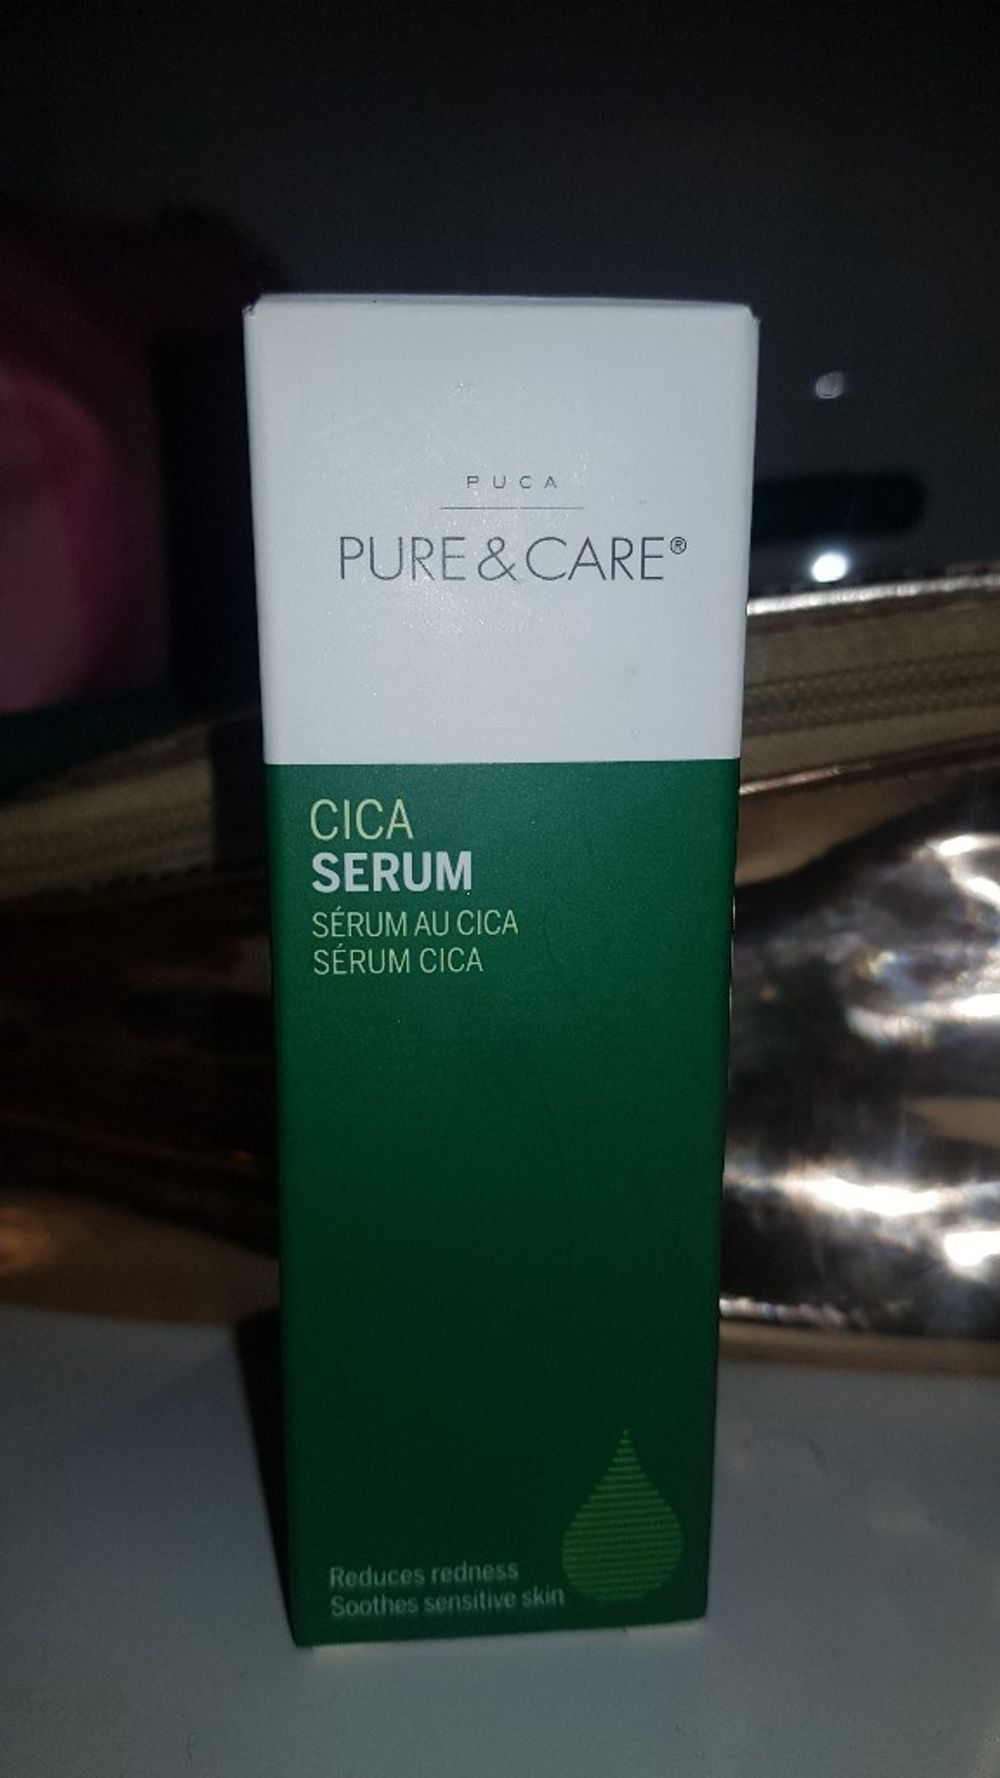 PUCA
PURE & CARE®
CICA
SERUM
SÉRUM AU CICA
SÉRUM CICA
Reduces redness
Soothes sensitive skin